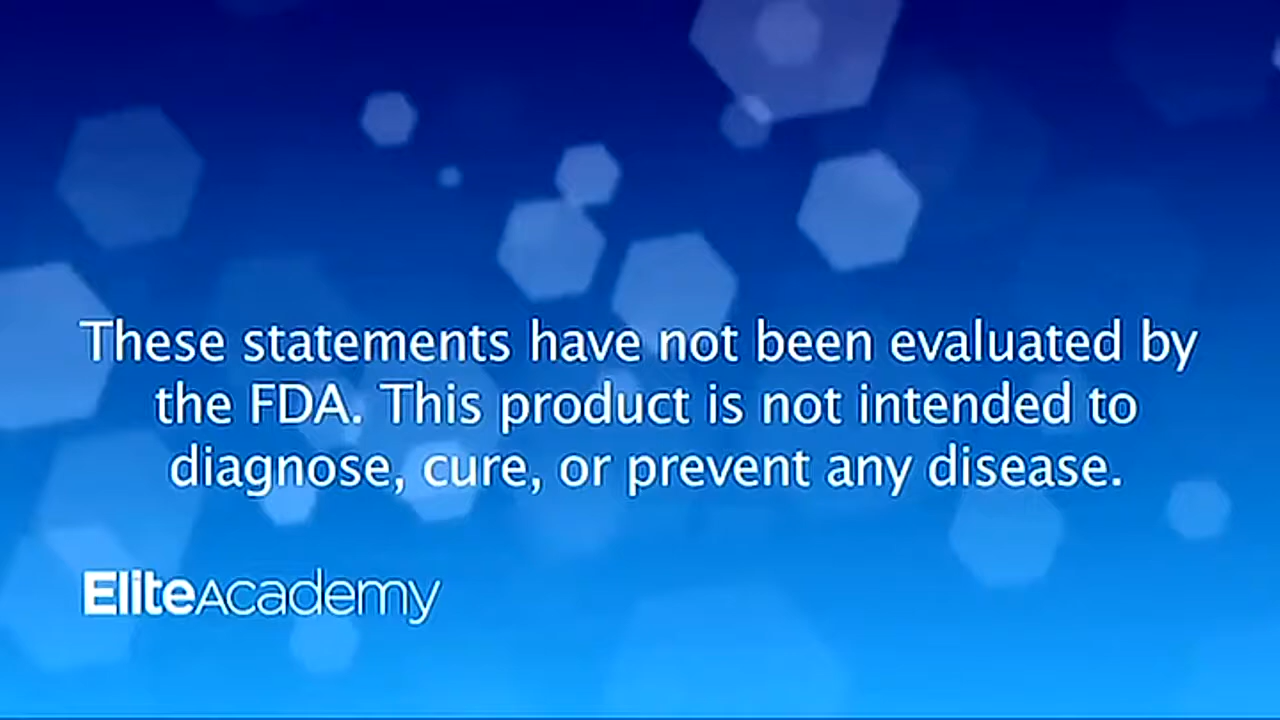 These statements have not been evaluated by
the FDA. This product is not intended to
diagnose, cure, or prevent any disease.
EliteAcademy